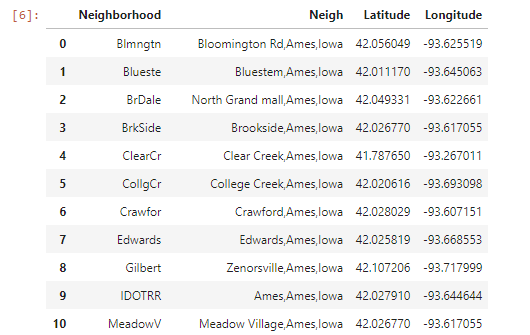 [6]: Neighborhood Neigh Latitude Longitude
0 Blmngtn Bloomington Rd,Ames,Iowa 42.056049 -93.625519
1 Blueste Bluestem,Ames,Iowa 42.011170 -93.645063
2 BrDale North Grand mall,Ames,Iowa 42.049331 -93.622661
3 BrkSide Brookside,Ames,Iowa 42.026770 -93.617055
4 ClearCr Clear Creek,Ames,Iowa 41.787650 -93.267011
5 CollgCr College Creek,Ames,Iowa 42.020616 -93.693098
6 Crawfor Crawford,Ames,Iowa 42.028029 -93.607151
7 Edwards Edwards,Ames,Iowa 42.025819 -93.668553
8 Gilbert Zenorsville,Ames,Iowa 42.107206 -93.717999
9 IDOTRR Ames,Ames,Iowa 42.027910 -93.644644
10 MeadowV Meadow Village,Ames,Iowa 42.026770 -93.617055